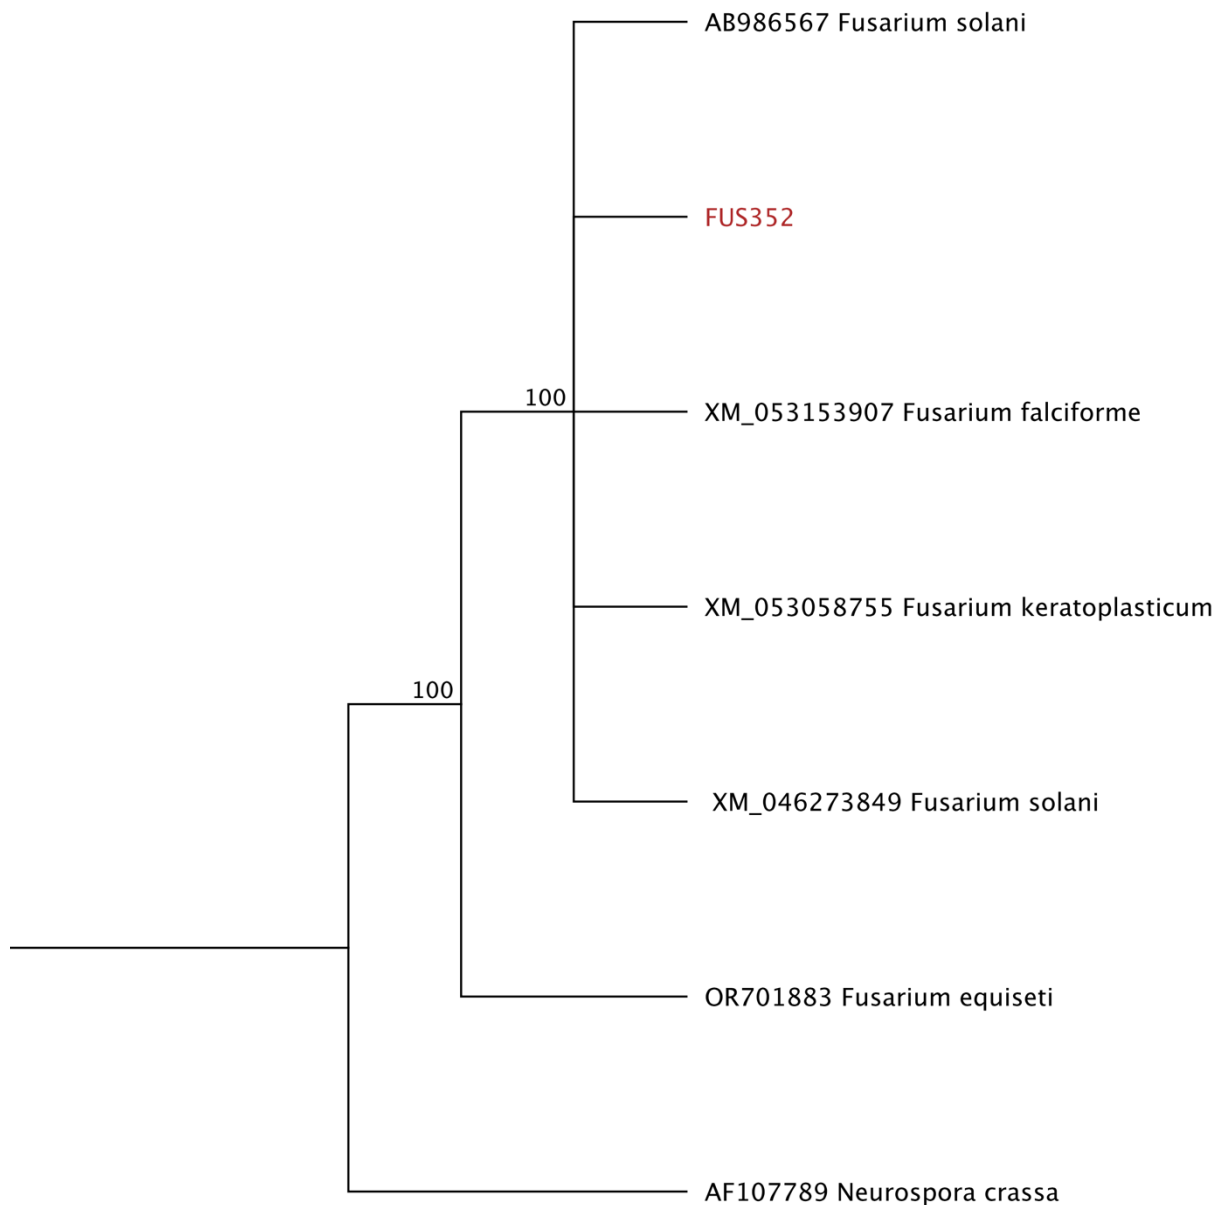 AB986567 Fusarium solani
FUS352
100
XM_053153907 Fusarium falciforme
XM_053058755 Fusarium keratoplasticum
100
XM_046273849 Fusarium solani
OR701883 Fusarium equiseti
AF107789 Neurospora crassa